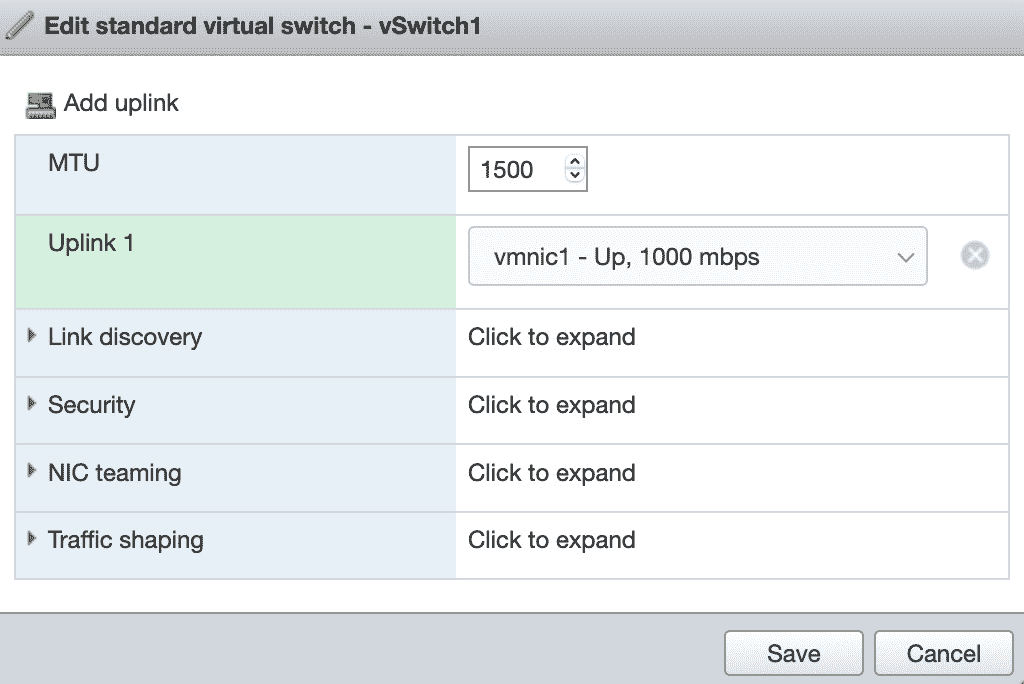 Edit standard virtual switch - vSwitch1
Add uplink
MTU 1500
Uplink 1 vmnic1 - Up, 1000 mbps
Link discovery Click to expand
Security Click to expand
NIC teaming Click to expand
Traffic shaping Click to expand
Save Cancel